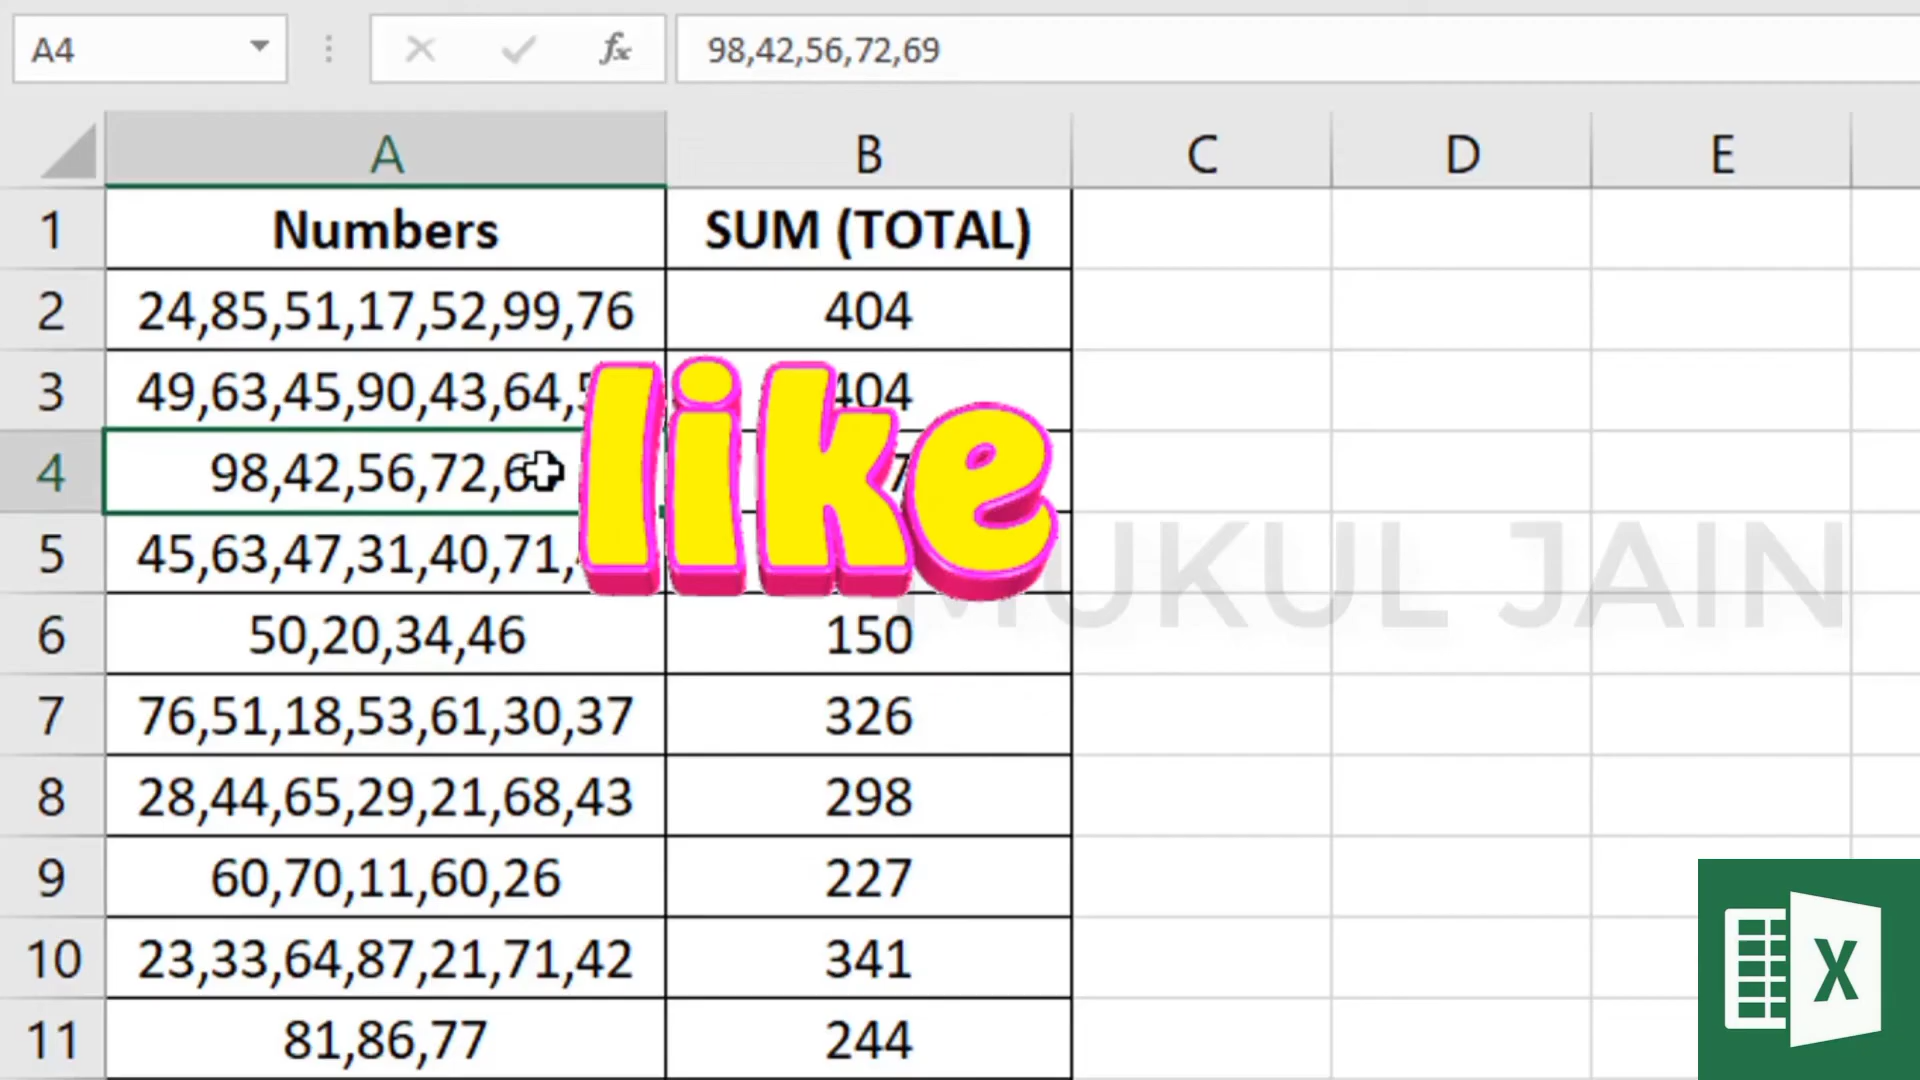 A4 fx 98,42,56,72,69
A B C D E
1 Numbers SUM (TOTAL)
2 24,85,51,17,52,99,76 404
3 49,63,45,90,43,64, 404
4 98,42,56,72,6
like
5 45,63,47,31,40,71,
MUKUL JAIN
6 50,20,34,46 150
7 76,51,18,53,61,30,37 326
8 28,44,65,29,21,68,43 298
9 60,70,11,60,26 227
10 23,33,64,87,21,71,42 341
11 81,86,77 244
X